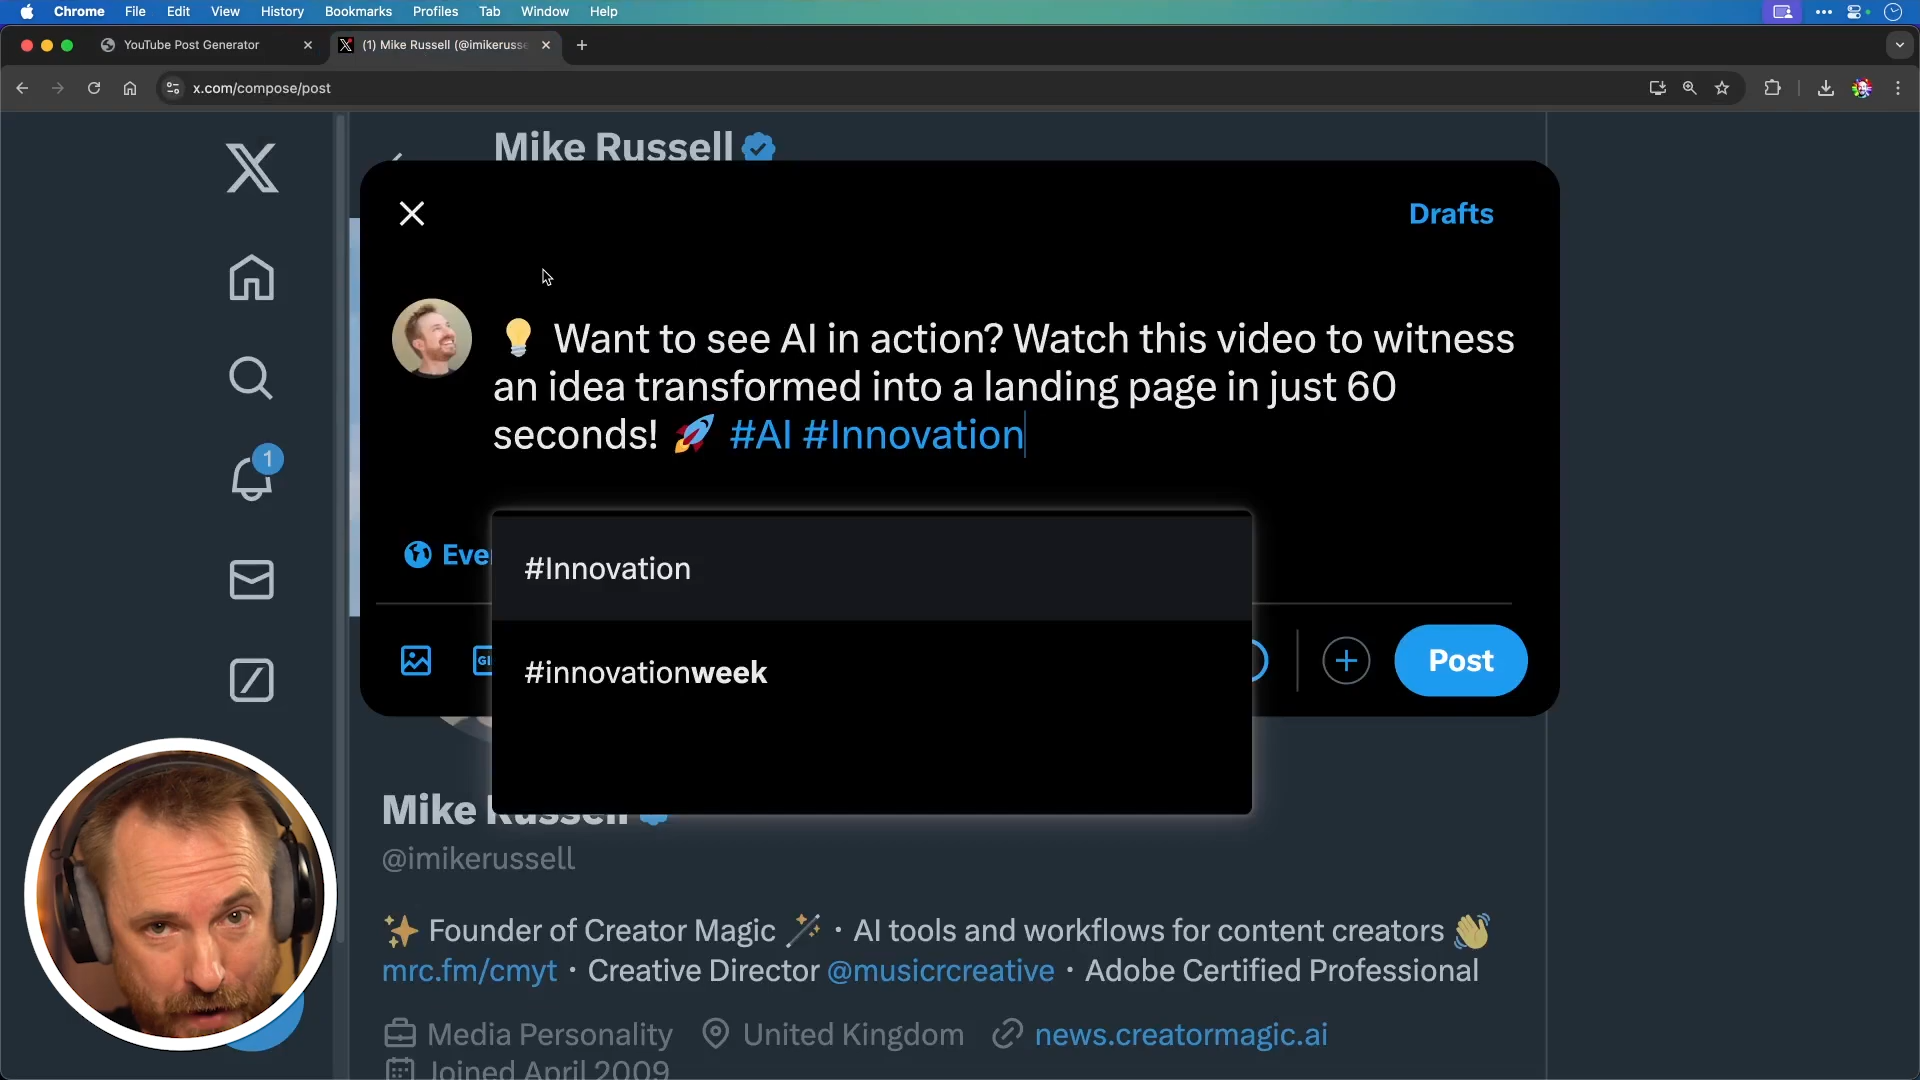 Chrome File Edit View History Bookmarks Profiles Tab Window Help
YouTube Post Generator
(1) Mike Russell (@imikerusse
x.com/compose/post
Mike Russell
Drafts
💡 Want to see AI in action? Watch this video to witness
an idea transformed into a landing page in just 60
seconds! 🚀 #AI #Innovation
Eve
#Innovation
#innovationweek
GI
Post
1
Mike Russell
@imikerussell
✨ Founder of Creator Magic 🪄 · AI tools and workflows for content creators 👋
mrc.fm/cmyt · Creative Director @musicrcreative · Adobe Certified Professional
Media Personality United Kingdom news.creatormagic.ai
Joined April 2009